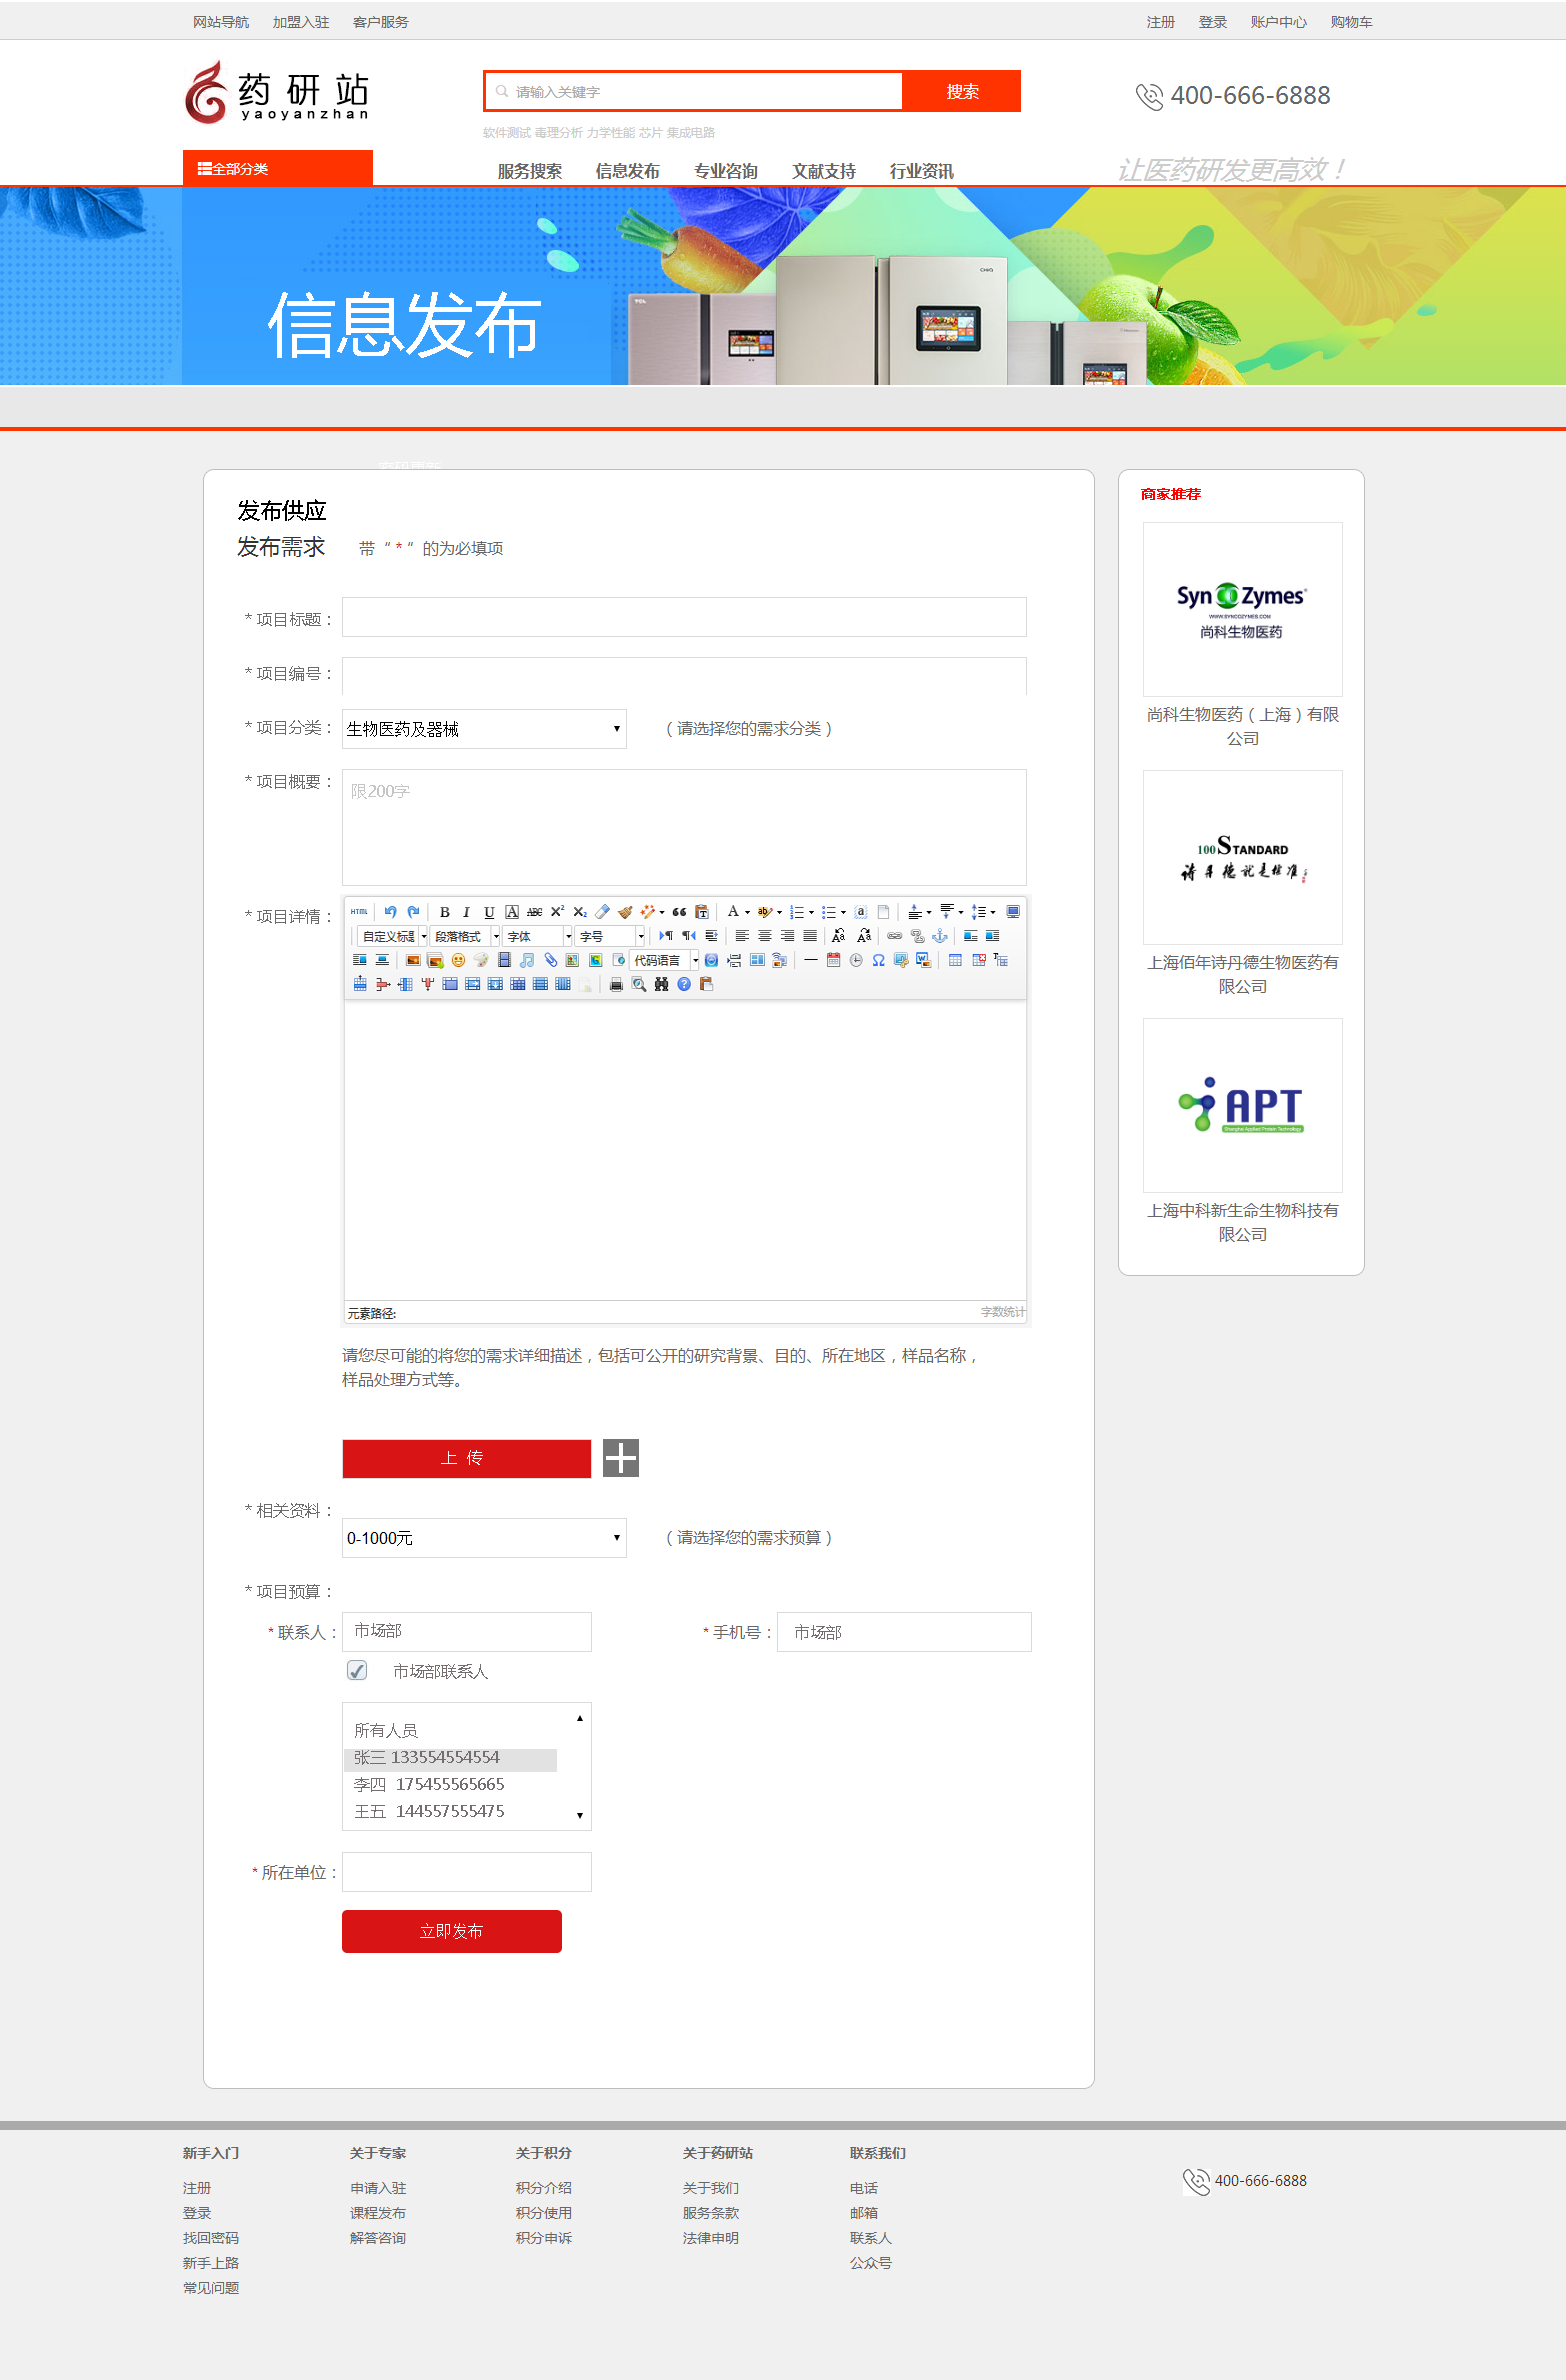 网站导航 加盟入驻 客户服务 注册 登录 账户中心 购物车
药研站
yaoyanzhan
请输入关键字 搜索
400-666-6888
软件测试 毒理分析 力学性能 芯片 集成电路
全部分类 服务搜索 信息发布 专业咨询 文献支持 行业资讯 让医药研发更高效！
信息发布
TCL
CHiQ
发布供应
发布需求 带“ * ”的为必填项
* 项目标题：
* 项目编号：
* 项目分类： 生物医药及器械 （请选择您的需求分类）
* 项目概要： 限200字
* 项目详情： HTML
自定义标题 段落格式 字体 字号
代码语言
元素路径: 字数统计
请您尽可能的将您的需求详细描述，包括可公开的研究背景、目的、所在地区，样品名称，
样品处理方式等。
上 传
* 相关资料：
0-1000元 （请选择您的需求预算）
* 项目预算：
* 联系人： 市场部 * 手机号： 市场部
市场部联系人
所有人员
张三 133554554554
李四 175455565665
王五 144557555475
* 所在单位：
立即发布
商家推荐
SynoZymes
WWW.SYNCOZYMES.COM
尚科生物医药
尚科生物医药（上海）有限
公司
100 STANDARD
诗丹德就是标准
上海佰年诗丹德生物医药有
限公司
APT
Shanghai Applied Protein Technology
上海中科新生命生物科技有
限公司
新手入门 关于专家 关于积分 关于药研站 联系我们
注册 申请入驻 积分介绍 关于我们 电话
登录 课程发布 积分使用 服务条款 邮箱
找回密码 解答咨询 积分申诉 法律申明 联系人
新手上路 公众号
常见问题
400-666-6888